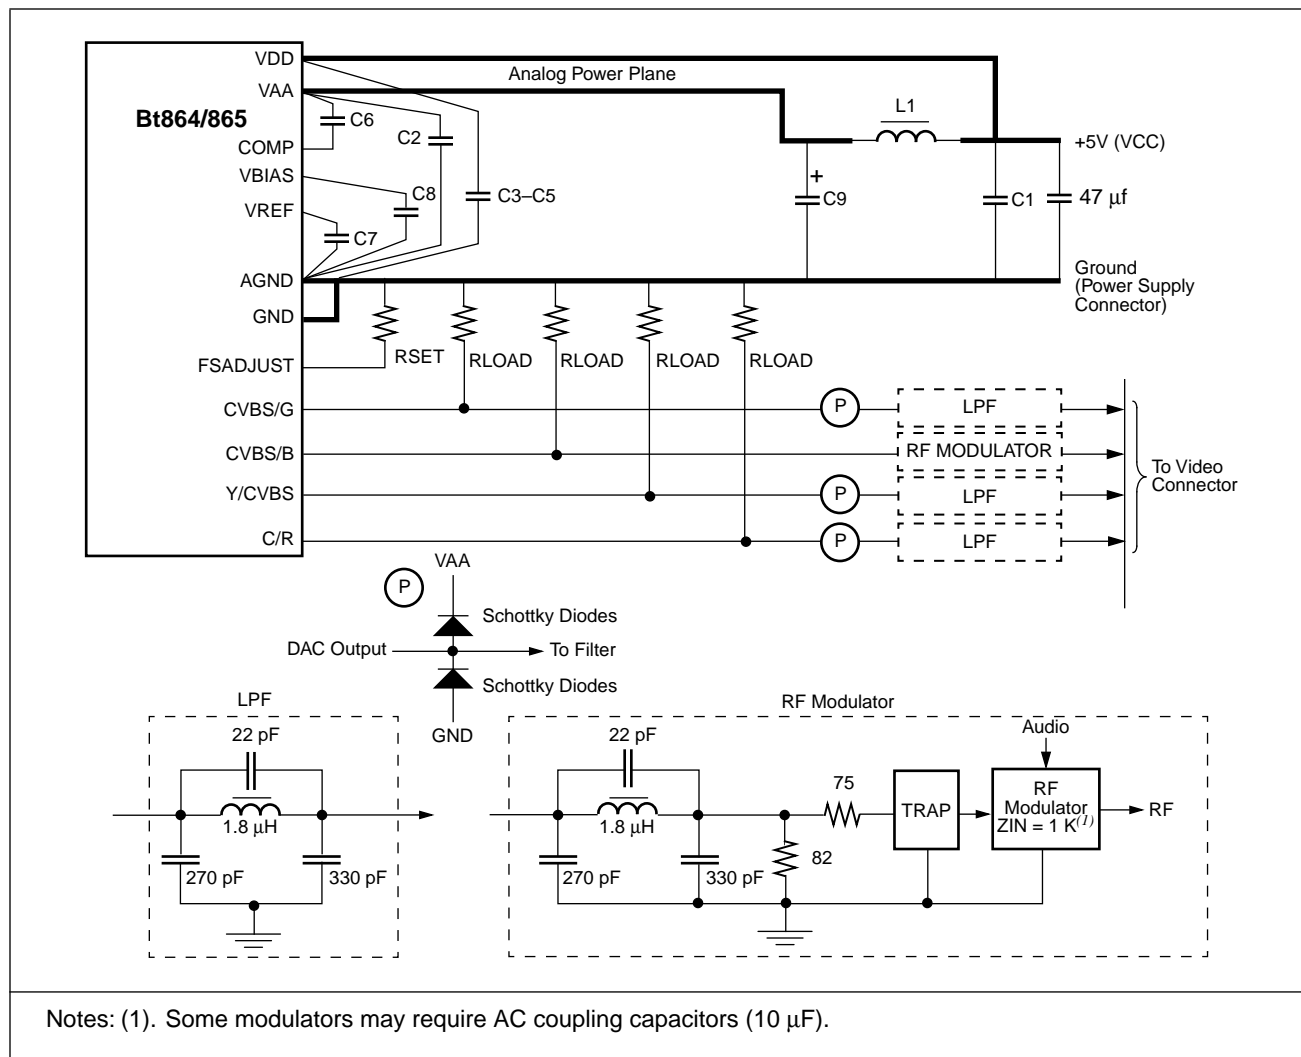 VDD
Analog Power Plane
VAA
L1
Bt864/865
C6
C2
COMP
+5V (VCC)
VBIAS
C8
C3–C5
+
C9
C1
47 µf
VREF
C7
AGND
Ground
(Power Supply
Connector)
GND
FSADJUST
RSET
RLOAD
RLOAD
RLOAD
RLOAD
CVBS/G
P
LPF
CVBS/B
RF MODULATOR
To Video
Connector
Y/CVBS
P
LPF
C/R
P
LPF
VAA
P
Schottky Diodes
DAC Output
To Filter
Schottky Diodes
GND
LPF
22 pF
1.8 µH
270 pF
330 pF
RF Modulator
Audio
22 pF
75
1.8 µH
TRAP
RF
Modulator
ZIN = 1 K(1)
RF
82
270 pF
330 pF
Notes: (1). Some modulators may require AC coupling capacitors (10 µF).